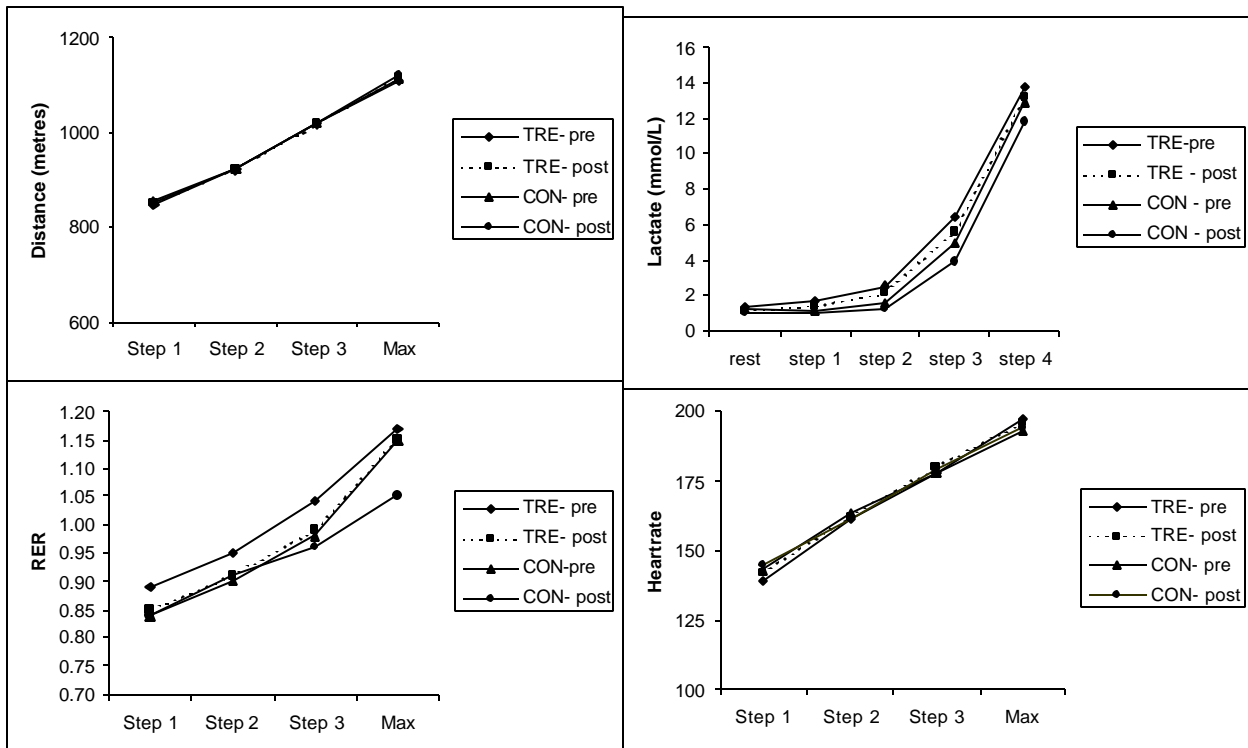 Distance (metres)
1200
1000
800
600
Step 1 Step 2 Step 3 Max
TRE- pre
TRE- post
CON- pre
CON- post
Lactate (mmol/L)
16
14
12
10
8
6
4
2
0
rest step 1 step 2 step 3 step 4
TRE-pre
TRE - post
CON - pre
CON - post
RER
1.20
1.15
1.10
1.05
1.00
0.95
0.90
0.85
0.80
0.75
0.70
Step 1 Step 2 Step 3 Max
TRE- pre
TRE- post
CON-pre
CON- post
Heartrate
200
175
150
125
100
Step 1 Step 2 Step 3 Max
TRE- pre
TRE- post
CON- pre
CON- post